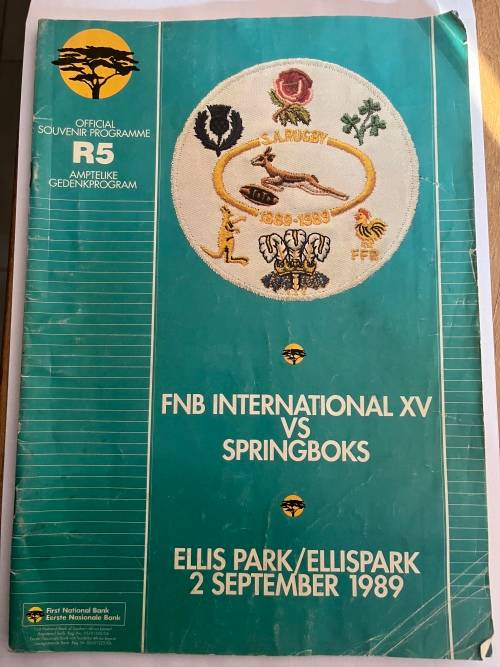 OFFICIAL
SOUVENIR PROGRAMME
R5
AMPTELIKE
GEDENKPROGRAM
S.A.RUGBY
1889-1989
FFR
FNB INTERNATIONAL XV
VS
SPRINGBOKS
ELLIS PARK/ELLISPARK
2 SEPTEMBER 1989
First National Bank
Eerste Nasionale Bank